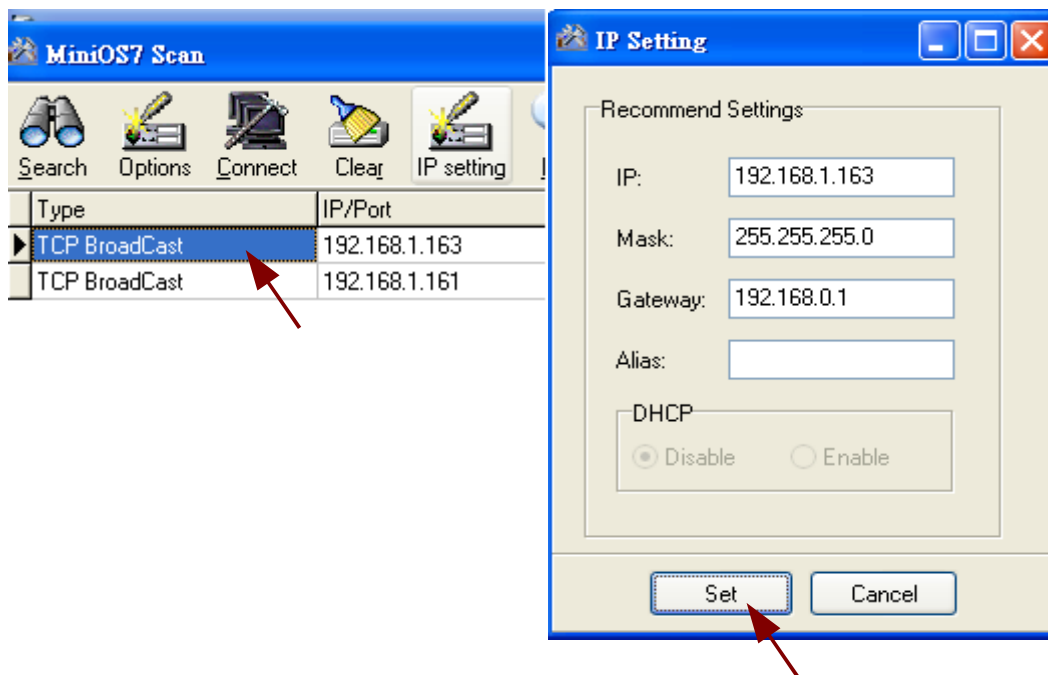 MiniOS7 Scan
Search Options Connect Clear IP setting
Type IP/Port
TCP BroadCast 192.168.1.163
TCP BroadCast 192.168.1.161
IP Setting
Recommend Settings
IP: 192.168.1.163
Mask: 255.255.255.0
Gateway: 192.168.0.1
Alias:
DHCP
Disable Enable
Set Cancel